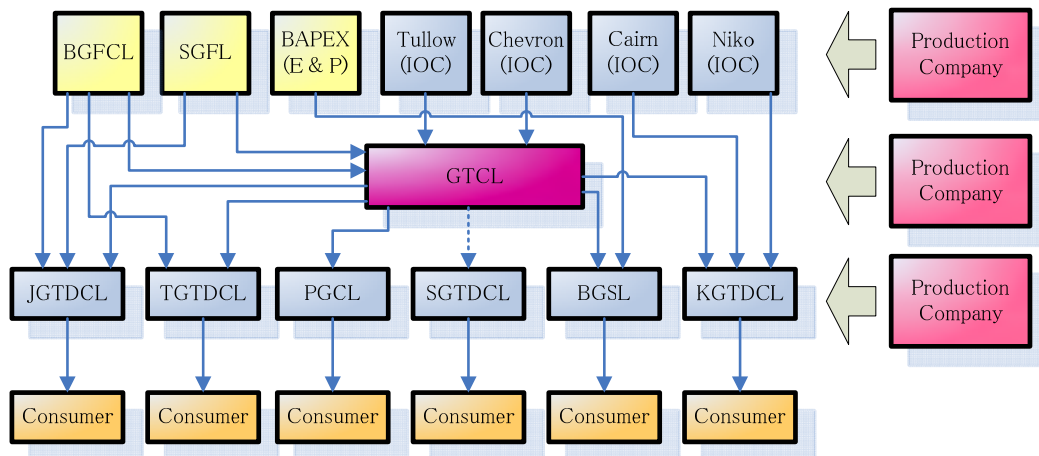 BGFCL
SGFL
BAPEX
(E & P)
Tullow
(IOC)
Chevron
(IOC)
Cairn
(IOC)
Niko
(IOC)
Production
Company
GTCL
Production
Company
JGTDCL
TGTDCL
PGCL
SGTDCL
BGSL
KGTDCL
Production
Company
Consumer
Consumer
Consumer
Consumer
Consumer
Consumer